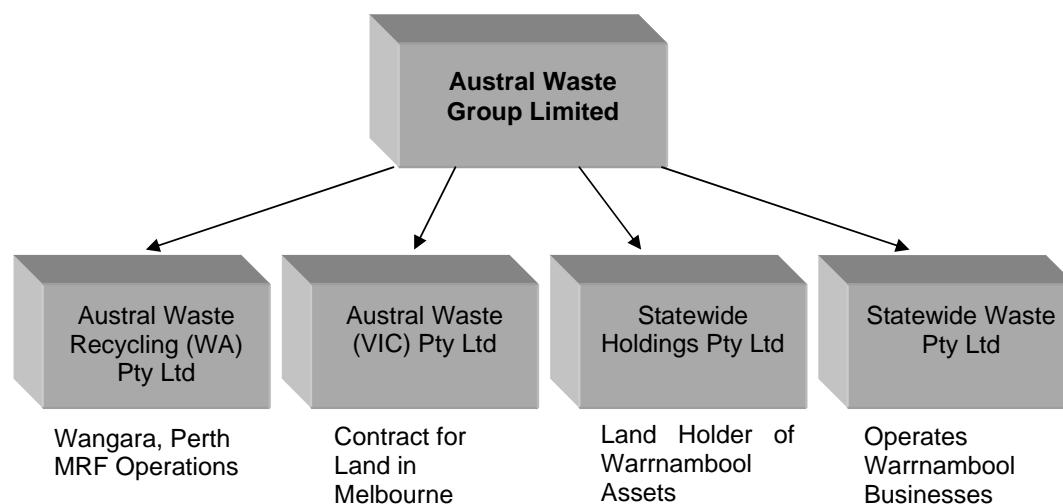 Austral Waste
Group Limited
Austral Waste
Recycling (WA)
Pty Ltd
Austral Waste
(VIC) Pty Ltd
Statewide
Holdings Pty Ltd
Statewide Waste
Pty Ltd
Wangara, Perth
MRF Operations
Contract for
Land in
Melbourne
Land Holder of
Warrnambool
Assets
Operates
Warrnambool
Businesses